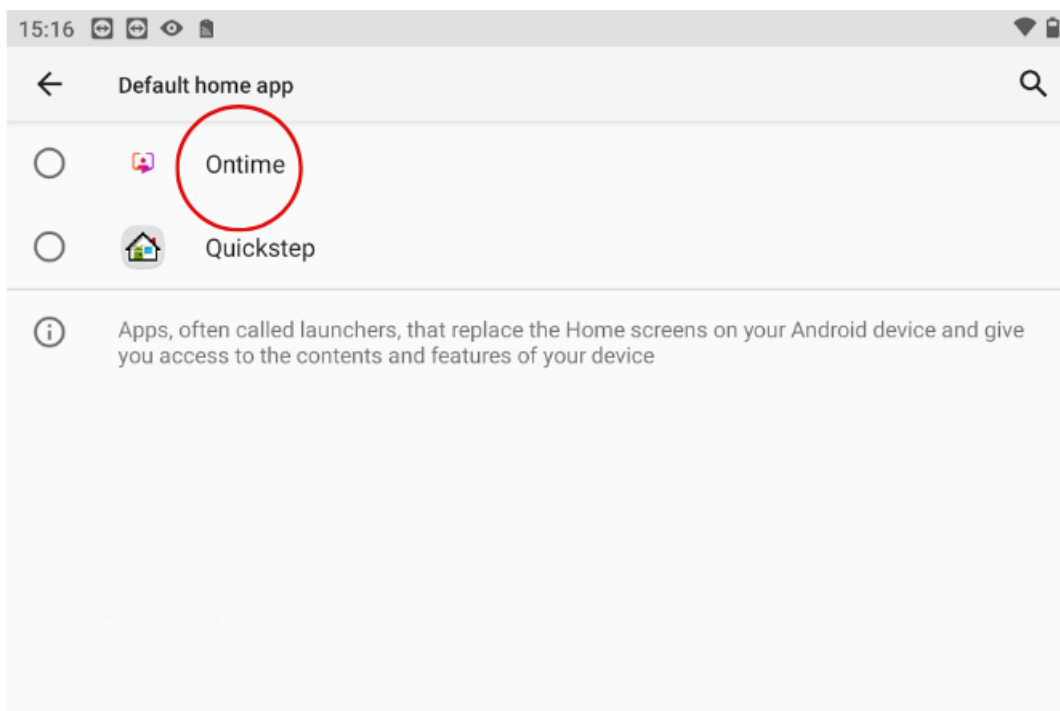 15:16
Default home app
Ontime
Quickstep
Apps, often called launchers, that replace the Home screens on your Android device and give
you access to the contents and features of your device